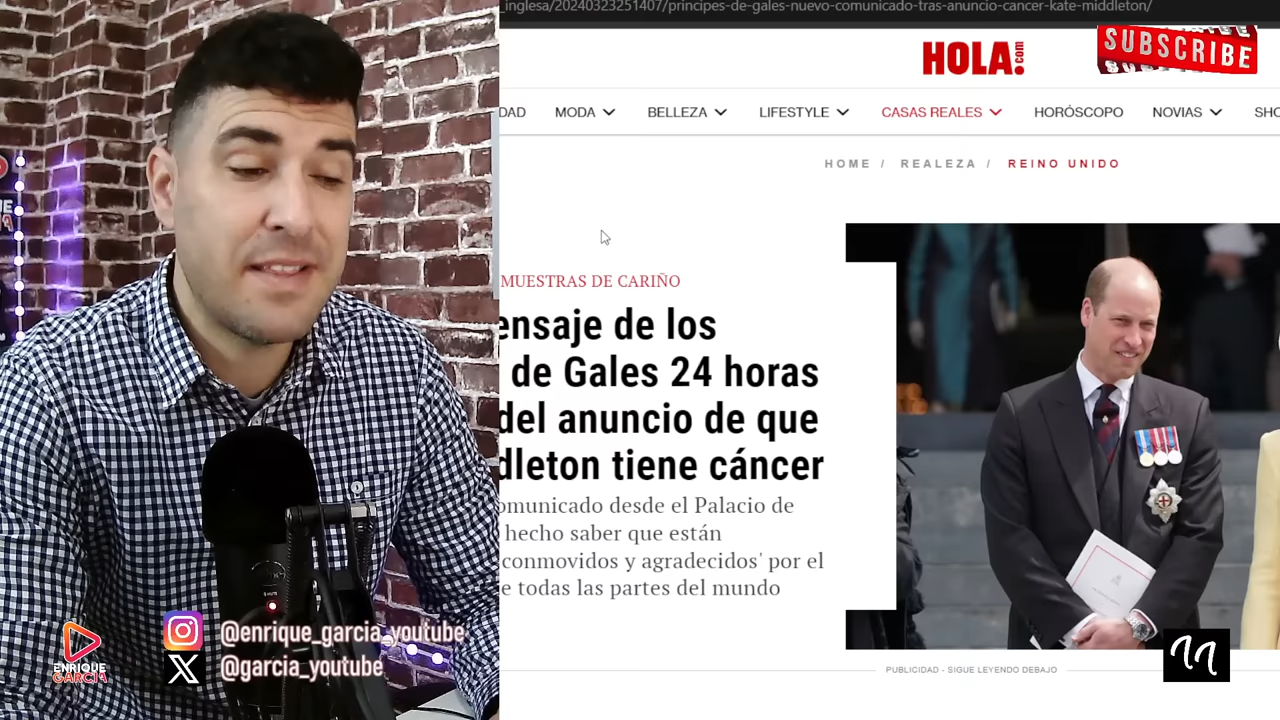 _inglesa/20240323251407/principes-de-gales-nuevo-comunicado-tras-anuncio-cancer-kate-middleton/
HOLA!.com
SUBSCRIBE
DAD MODA BELLEZA LIFESTYLE CASAS REALES HORÓSCOPO NOVIAS SHO
HOME / REALEZA / REINO UNIDO
MUESTRAS DE CARIÑO
ensaje de los
de Gales 24 horas
del anuncio de que
dleton tiene cáncer
omunicado desde el Palacio de
hecho saber que están
conmovidos y agradecidos' por el
e todas las partes del mundo
PUBLICIDAD - SIGUE LEYENDO DEBAJO
ENRIQUE
GARCIA
@enrique_garcia_youtube
@garcia_youtube